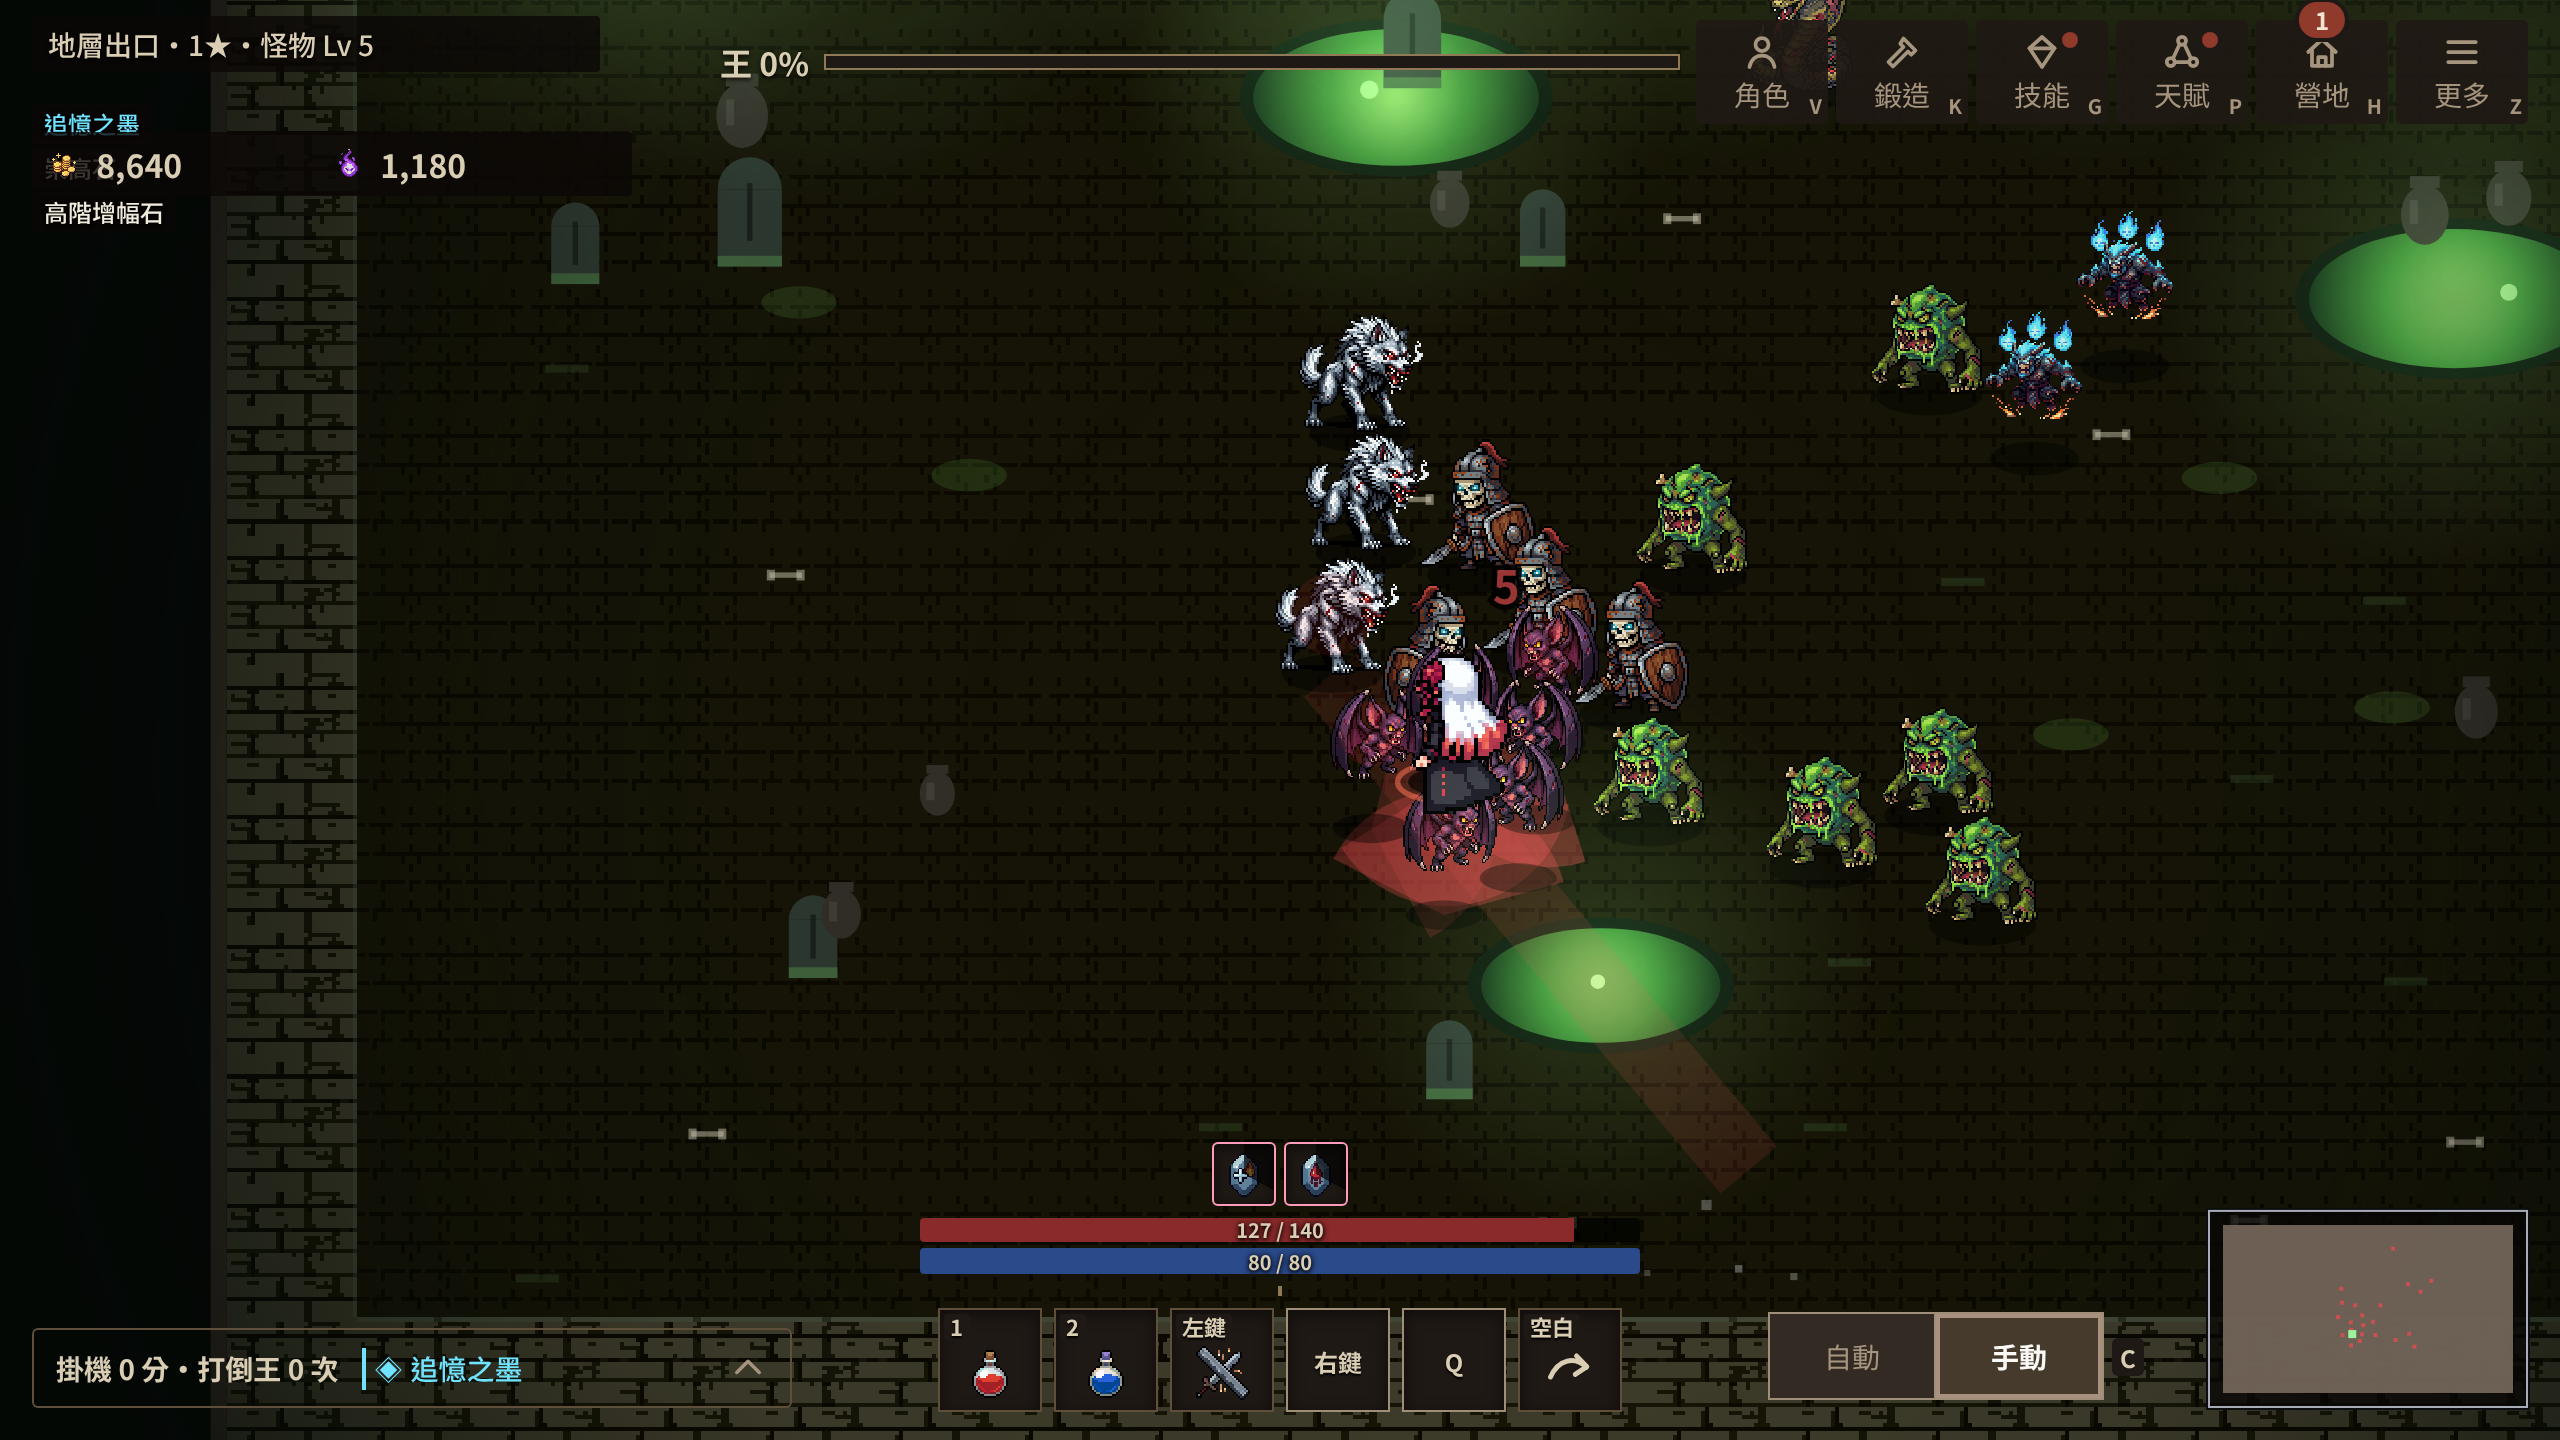 地層出口・1★・怪物 Lv 5
王 0%
角色 V
鍛造 K
技能 G
天賦 P
1
營地 H
更多 Z
追憶之墨
8,640
1,180
高階增幅石
5
127 / 140
80 / 80
掛機 0 分・打倒王 0 次
追憶之墨
1
2
左鍵
右鍵
Q
空白
自動
手動
C